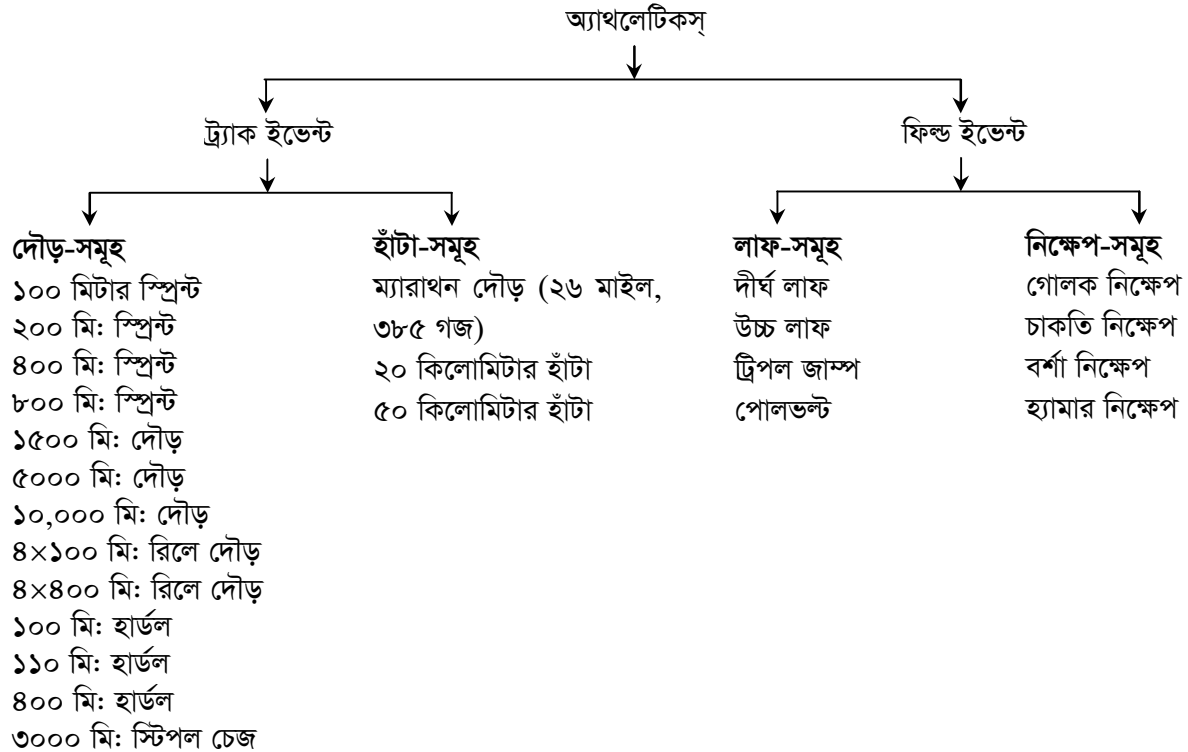 অ্যাথলেটিকস্
ট্র্যাক ইভেন্ট
ফিল্ড ইভেন্ট
দৌড়-সমূহ
১০০ মিটার স্প্রিন্ট
২০০ মি: স্প্রিন্ট
৪০০ মি: স্প্রিন্ট
৮০০ মি: স্প্রিন্ট
১৫০০ মি: দৌড়
৫০০০ মি: দৌড়
১০,০০০ মি: দৌড়
৪×১০০ মি: রিলে দৌড়
৪×৪০০ মি: রিলে দৌড়
১০০ মি: হার্ডল
১১০ মি: হার্ডল
৪০০ মি: হার্ডল
৩০০০ মি: স্টিপল চেজ
হাঁটা-সমূহ
ম্যারাথন দৌড় (২৬ মাইল,
৩৮৫ গজ)
২০ কিলোমিটার হাঁটা
৫০ কিলোমিটার হাঁটা
লাফ-সমূহ
দীর্ঘ লাফ
উচ্চ লাফ
ট্রিপল জাম্প
পোলভল্ট
নিক্ষেপ-সমূহ
গোলক নিক্ষেপ
চাকতি নিক্ষেপ
বর্শা নিক্ষেপ
হ্যামার নিক্ষেপ